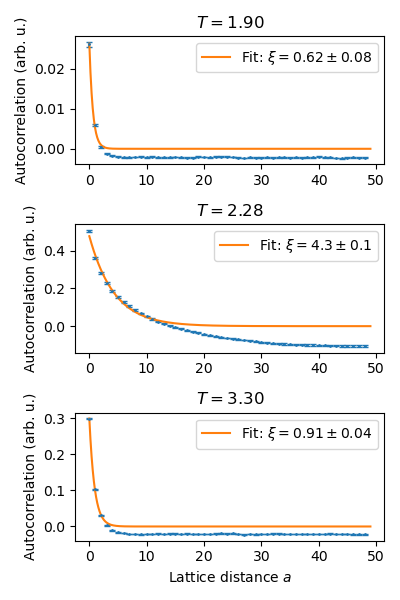 T = 1.90
Autocorrelation (arb. u.)
Fit: ξ = 0.62 ± 0.08
0.02
0.01
0.00
0 10 20 30 40 50
T = 2.28
Autocorrelation (arb. u.)
Fit: ξ = 4.3 ± 0.1
0.4
0.2
0.0
0 10 20 30 40 50
T = 3.30
Autocorrelation (arb. u.)
Fit: ξ = 0.91 ± 0.04
0.3
0.2
0.1
0.0
0 10 20 30 40 50
Lattice distance a